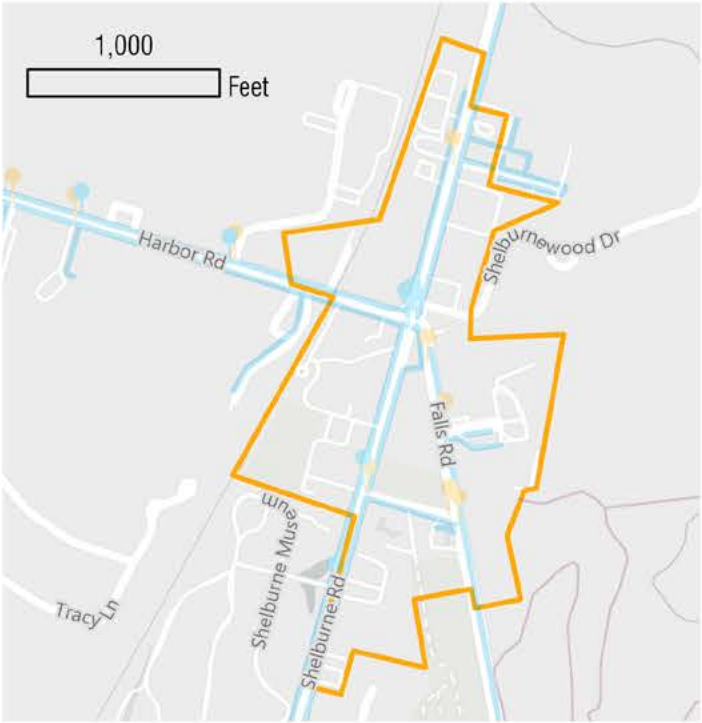 1,000
Feet
Harbor Rd
Shelburnewood Dr
Falls Rd
Shelburne Museum
Shelburne Rd
Tracy Ln